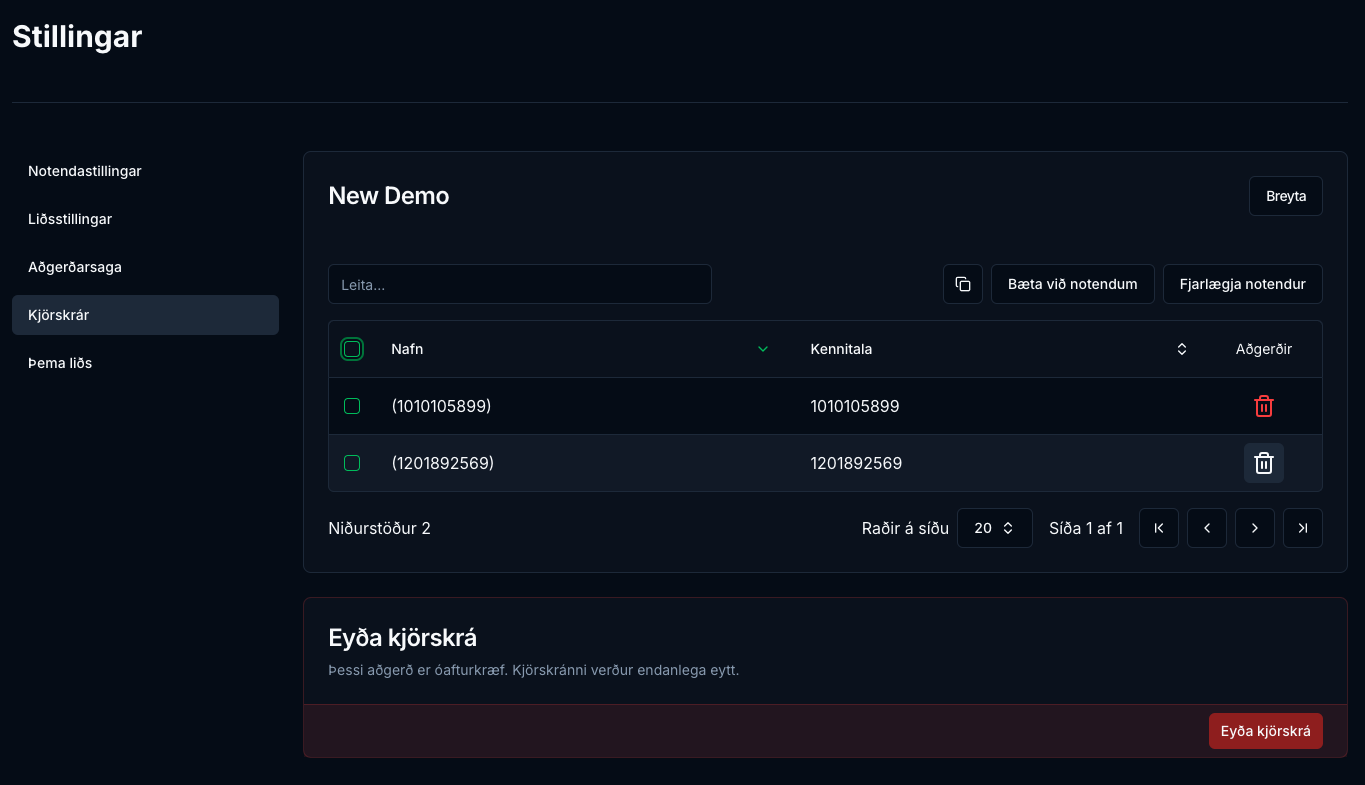 Stillingar
Notendastillingar
Liðsstillingar
Aðgerðarsaga
Kjörskrár
Þema liðs
New Demo
Breyta
Leita...
Bæta við notendum
Fjarlægja notendur
Nafn
Kennitala
Aðgerðir
(1010105899)
1010105899
(1201892569)
1201892569
Niðurstöður 2
Raðir á síðu
20
Síða 1 af 1
Eyða kjörskrá
Þessi aðgerð er óafturkræf. Kjörskránni verður endanlega eytt.
Eyða kjörskrá